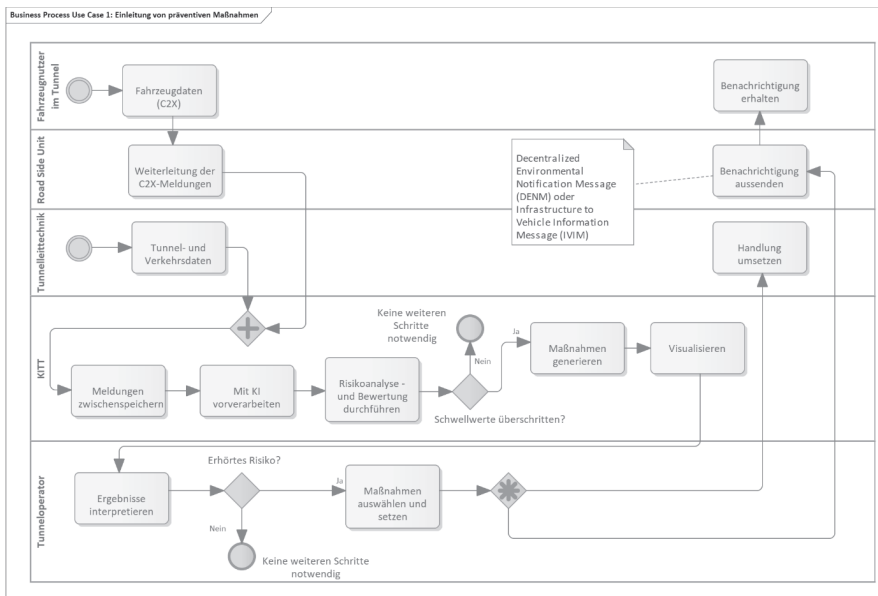 Business Process Use Case 1: Einleitung von präventiven Maßnahmen
Fahrzeugnutzer
im Tunnel
Fahrzeugdaten
(C2X)
Benachrichtigung
erhalten
Road Side Unit
Weiterleitung der
C2X-Meldungen
Decentralized
Environmental
Notification Message
(DENM) oder
Infrastructure to
Vehicle Information
Message (IVIM)
Benachrichtigung
aussenden
Tunnelleittechnik
Tunnel- und
Verkehrsdaten
Handlung
umsetzen
KITT
Keine weiteren
Schritte
notwendig
Nein
Ja
Maßnahmen
generieren
Visualisieren
Meldungen
zwischenspeichern
Mit KI
vorverarbeiten
Risikoanalyse -
und Bewertung
durchführen
Schwellwerte überschritten?
Tunneloperator
Ergebnisse
interpretieren
Erhörtes Risiko?
Ja
Nein
Maßnahmen
auswählen und
setzen
Keine weiteren Schritte
notwendig